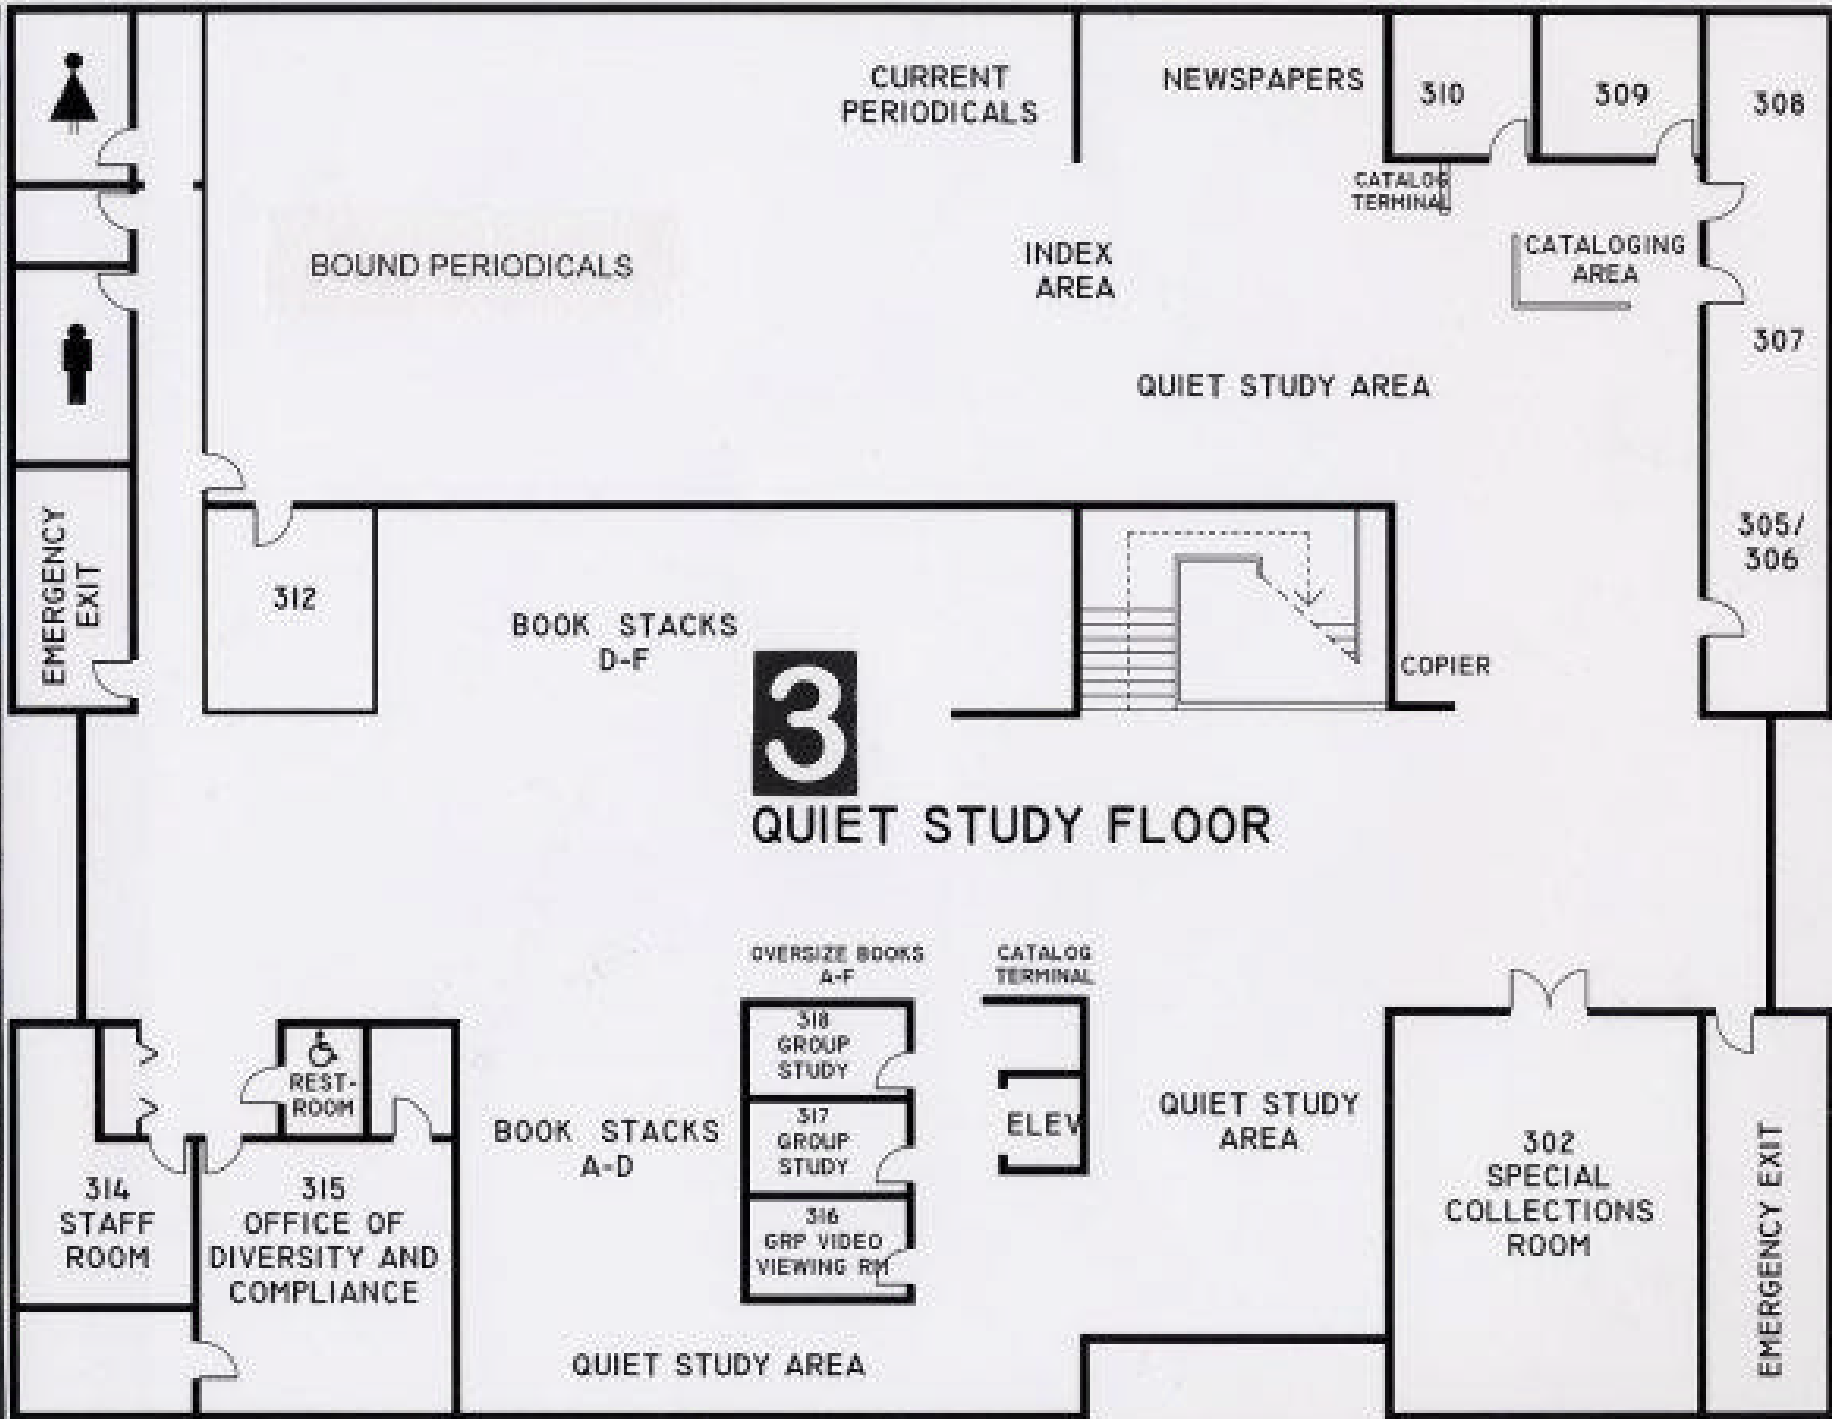 CURRENT
PERIODICALS
NEWSPAPERS
310
309
308
CATALOG
TERMINAL
BOUND PERIODICALS
INDEX
AREA
CATALOGING
AREA
307
QUIET STUDY AREA
EMERGENCY
EXIT
312
305/
306
BOOK STACKS
D-F
COPIER
3
QUIET STUDY FLOOR
OVERSIZE BOOKS
A-F
CATALOG
TERMINAL
318
GROUP
STUDY
REST-
ROOM
317
GROUP
STUDY
ELEV
QUIET STUDY
AREA
BOOK STACKS
A-D
302
SPECIAL
COLLECTIONS
ROOM
EMERGENCY EXIT
314
STAFF
ROOM
315
OFFICE OF
DIVERSITY AND
COMPLIANCE
316
GRP VIDEO
VIEWING RM
QUIET STUDY AREA